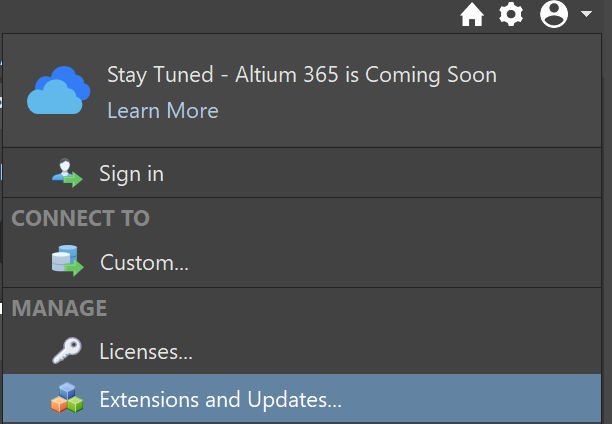 Stay Tuned - Altium 365 is Coming Soon
Learn More
Sign in
CONNECT TO
Custom...
MANAGE
Licenses...
Extensions and Updates...